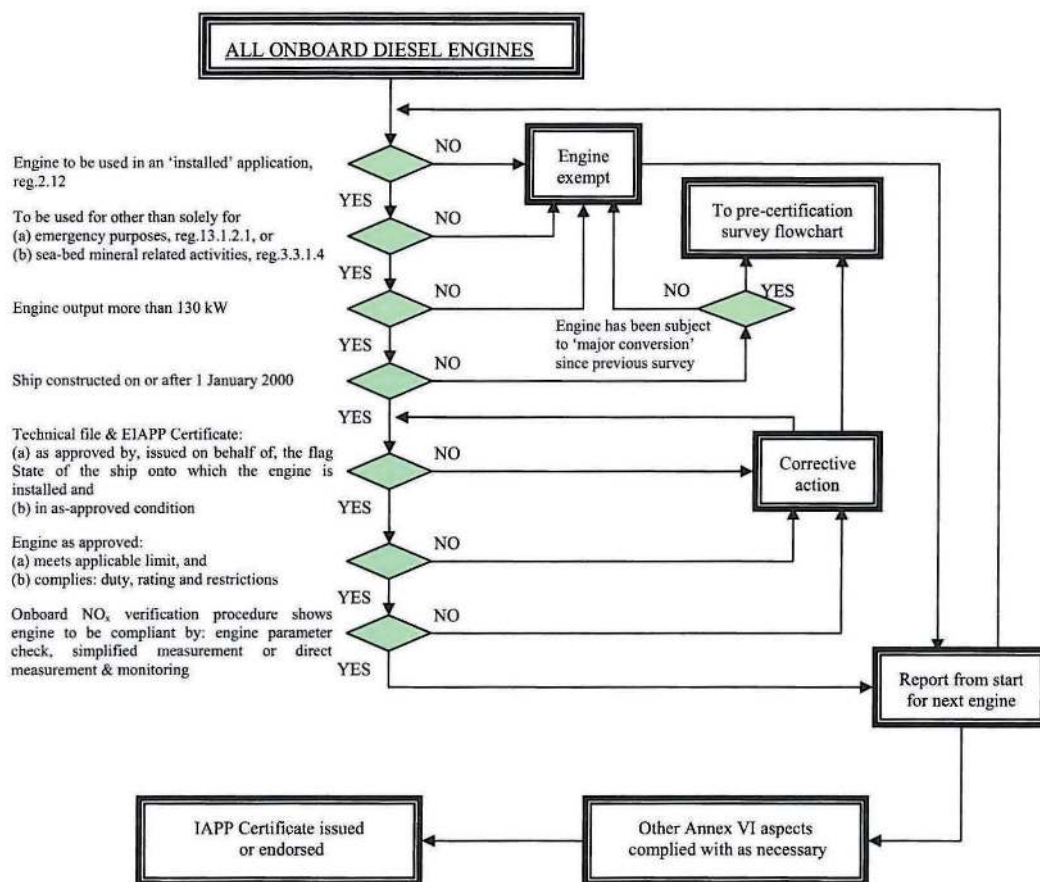 ALL ONBOARD DIESEL ENGINES
Engine to be used in an ‘installed’ application,
reg.2.12
NO
YES
Engine
exempt
To be used for other than solely for
(a) emergency purposes, reg.13.1.2.1, or
(b) sea-bed mineral related activities, reg.3.3.1.4
NO
YES
To pre-certification
survey flowchart
Engine output more than 130 kW
NO
YES
NO
YES
Engine has been subject
to ‘major conversion’
since previous survey
Ship constructed on or after 1 January 2000
NO
YES
Technical file & EIAPP Certificate:
(a) as approved by, issued on behalf of, the flag
State of the ship onto which the engine is
installed and
(b) in as-approved condition
NO
YES
Corrective
action
Engine as approved:
(a) meets applicable limit, and
(b) complies: duty, rating and restrictions
NO
YES
Onboard NOx verification procedure shows
engine to be compliant by: engine parameter
check, simplified measurement or direct
measurement & monitoring
NO
YES
Report from start
for next engine
IAPP Certificate issued
or endorsed
Other Annex VI aspects
complied with as necessary